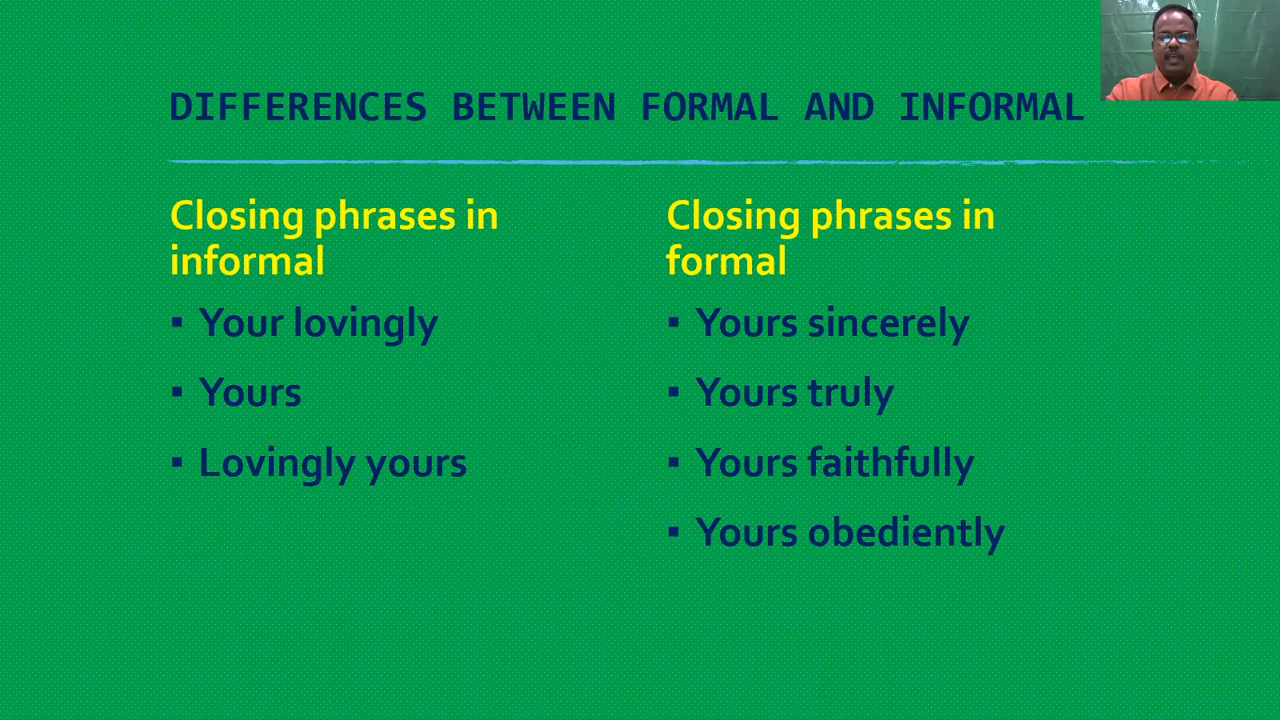 DIFFERENCES BETWEEN FORMAL AND INFORMAL
Closing phrases in
informal
▪ Your lovingly
▪ Yours
▪ Lovingly yours
Closing phrases in
formal
▪ Yours sincerely
▪ Yours truly
▪ Yours faithfully
▪ Yours obediently